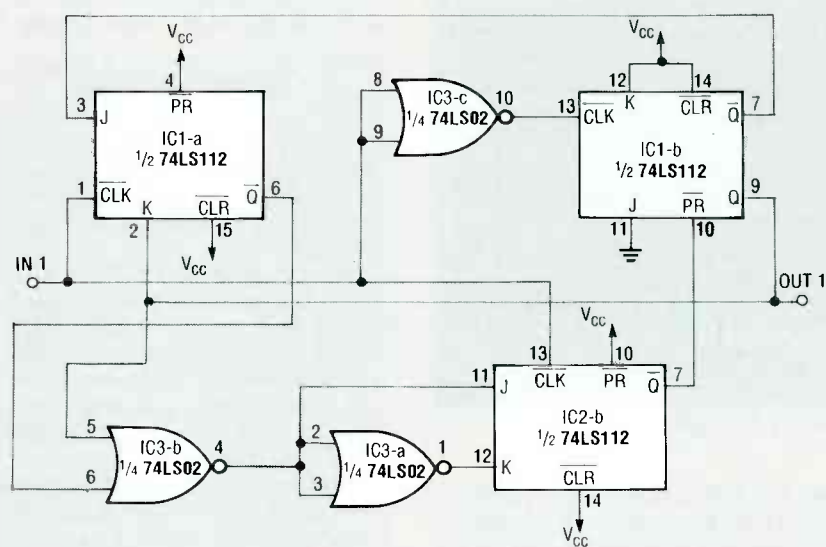 VCC
4
PR
3
J
IC1-a
1/2 74LS112
1
CLK
K
CLR
Q
6
2
15
VCC
8
9
IC3-c
1/4 74LS02
10
VCC
12
14
K
CLR
13
CLK
Q
7
IC1-b
1/2 74LS112
Q
9
J
PR
11
10
IN 1
OUT 1
VCC
13
10
11
J
CLK
PR
Q
7
IC2-b
1/2 74LS112
12
K
CLR
14
VCC
5
6
IC3-b
1/4 74LS02
4
2
3
IC3-a
1/4 74LS02
1